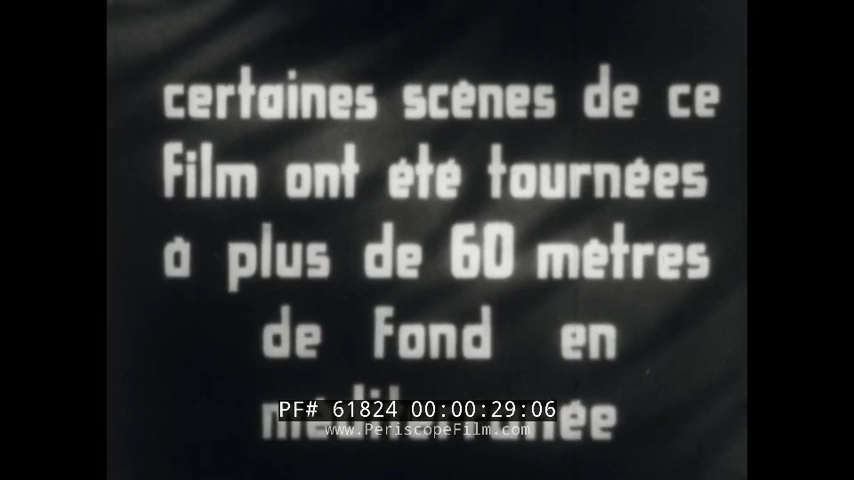 certaines scènes de ce
Film ont été tournées
à plus de 60 mètres
de Fond en
méditerranée
PF# 61824 00:00:29:06
www.PeriscopeFilm.com